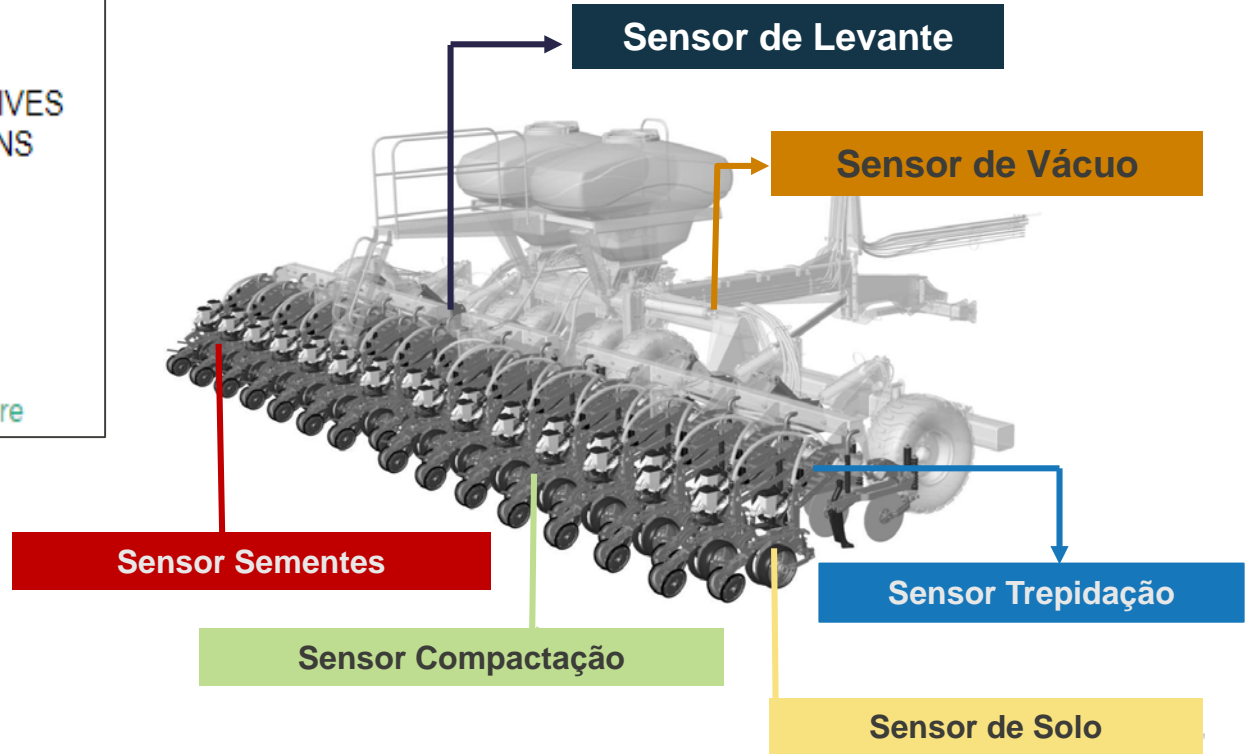 Sensor de Levante
Sensor de Vácuo
Sensor Sementes
Sensor Trepidação
Sensor Compactação
Sensor de Solo